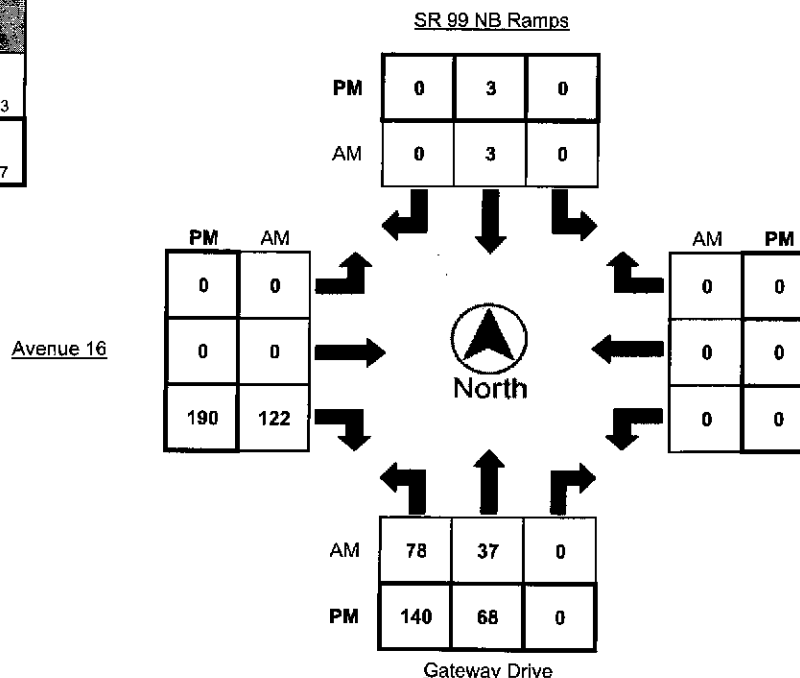 SR 99 NB Ramps
PM 0 3 0
AM 0 3 0
3
7
PM AM
0 0
0 0
190 122
Avenue 16
North
AM PM
0 0
0 0
0 0
AM 78 37 0
PM 140 68 0
Gateway Drive